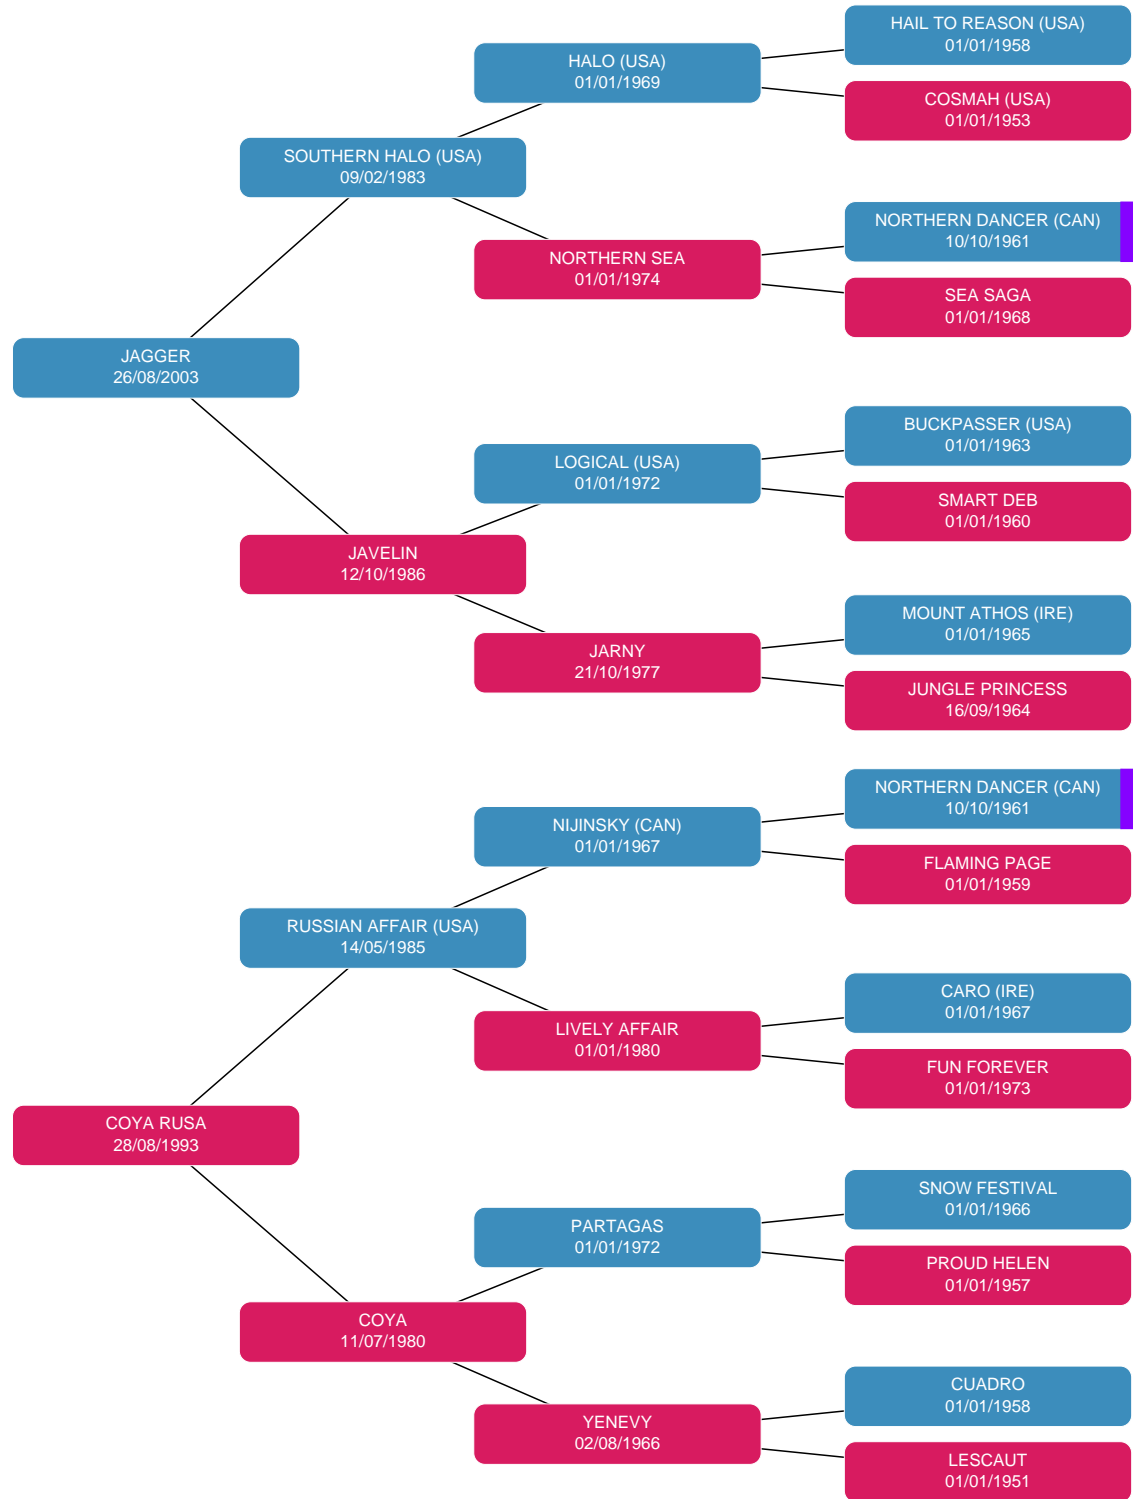 HAIL TO REASON (USA)
01/01/1958
HALO (USA)
01/01/1969
COSMAH (USA)
01/01/1953
SOUTHERN HALO (USA)
09/02/1983
NORTHERN DANCER (CAN)
10/10/1961
NORTHERN SEA
01/01/1974
SEA SAGA
01/01/1968
JAGGER
26/08/2003
BUCKPASSER (USA)
01/01/1963
LOGICAL (USA)
01/01/1972
SMART DEB
01/01/1960
JAVELIN
12/10/1986
MOUNT ATHOS (IRE)
01/01/1965
JARNY
21/10/1977
JUNGLE PRINCESS
16/09/1964
NORTHERN DANCER (CAN)
10/10/1961
NIJINSKY (CAN)
01/01/1967
FLAMING PAGE
01/01/1959
RUSSIAN AFFAIR (USA)
14/05/1985
CARO (IRE)
01/01/1967
LIVELY AFFAIR
01/01/1980
FUN FOREVER
01/01/1973
COYA RUSA
28/08/1993
SNOW FESTIVAL
01/01/1966
PARTAGAS
01/01/1972
PROUD HELEN
01/01/1957
COYA
11/07/1980
CUADRO
01/01/1958
YENEVY
02/08/1966
LESCAUT
01/01/1951